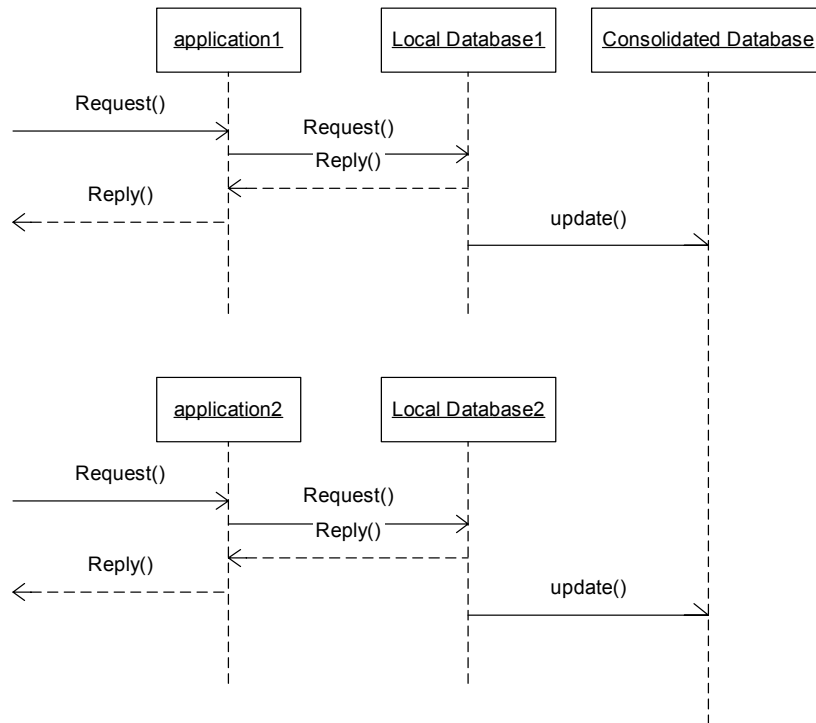 application1
Local Database1
Consolidated Database
Request()
Request()
Reply()
Reply()
update()
application2
Local Database2
Request()
Request()
Reply()
Reply()
update()